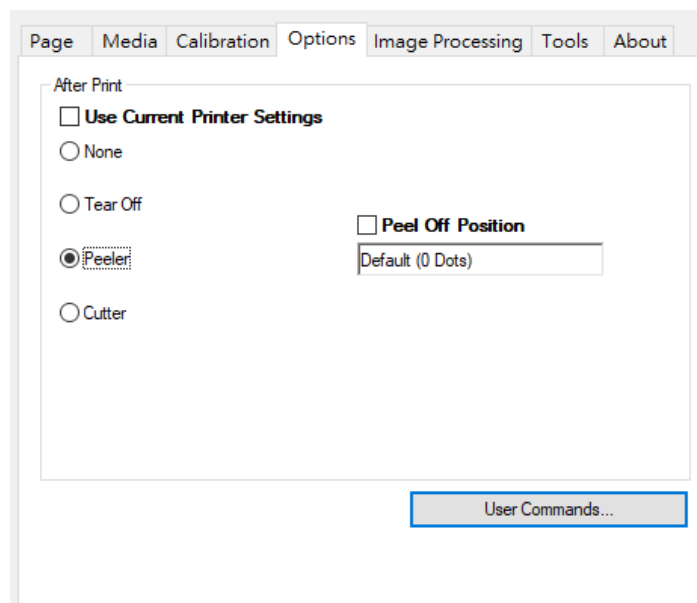 Page Media Calibration Options Image Processing Tools About
After Print
Use Current Printer Settings
None
Tear Off
Peel Off Position
Peeler
Default (0 Dots)
Cutter
User Commands...